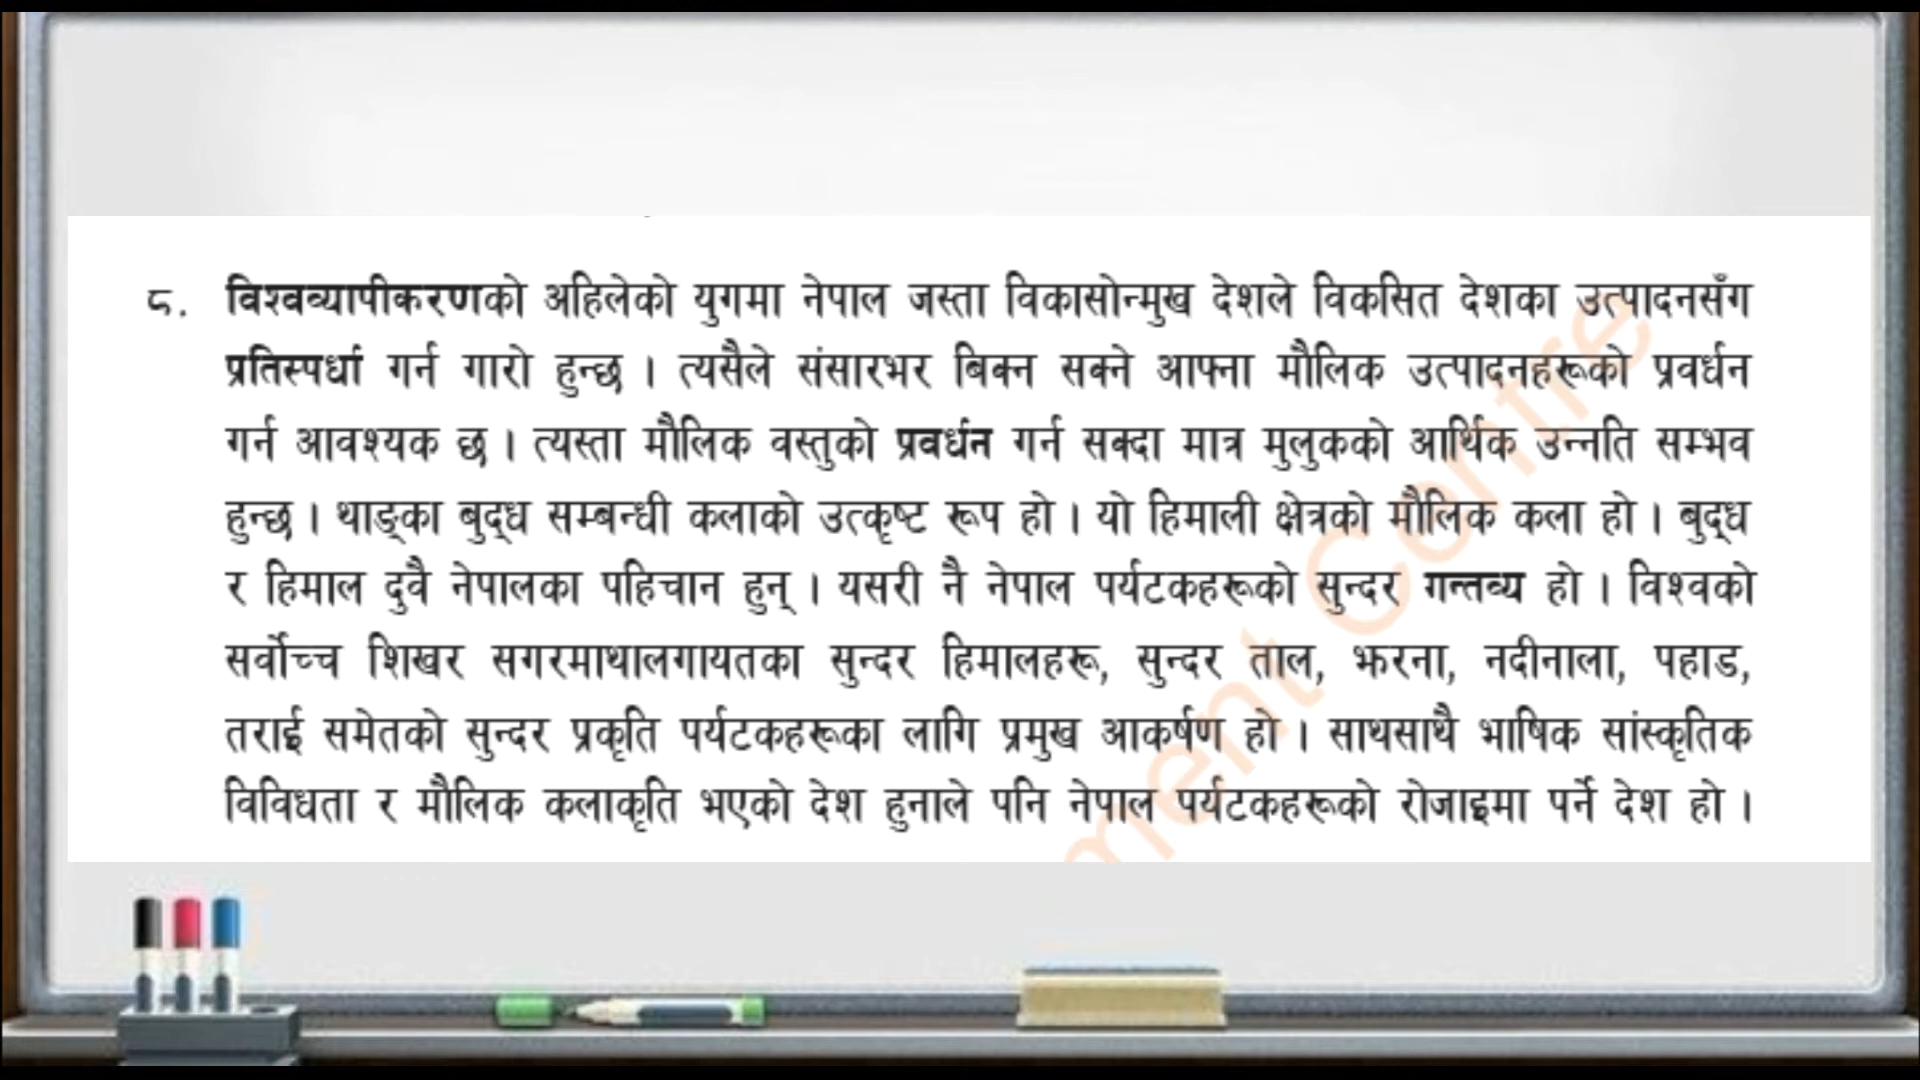 ८. विश्वव्यापीकरणको अहिलेको युगमा नेपाल जस्ता विकासोन्मुख देशले विकसित देशका उत्पादनसँग
प्रतिस्पर्धा गर्न गारो हुन्छ । त्यसैले संसारभर बिक्न सक्ने आफ्ना मौलिक उत्पादनहरूको प्रवर्धन
गर्न आवश्यक छ । त्यस्ता मौलिक वस्तुको प्रवर्धन गर्न सक्दा मात्र मुलुकको आर्थिक उन्नति सम्भव
हुन्छ । थाङ्का बुद्ध सम्बन्धी कलाको उत्कृष्ट रूप हो । यो हिमाली क्षेत्रको मौलिक कला हो । बुद्ध
र हिमाल दुवै नेपालका पहिचान हुन् । यसरी नै नेपाल पर्यटकहरूको सुन्दर गन्तव्य हो । विश्वको
सर्वोच्च शिखर सगरमाथालगायतका सुन्दर हिमालहरू, सुन्दर ताल, झरना, नदीनाला, पहाड,
तराई समेतको सुन्दर प्रकृति पर्यटकहरूका लागि प्रमुख आकर्षण हो । साथसाथै भाषिक सांस्कृतिक
विविधता र मौलिक कलाकृति भएको देश हुनाले पनि नेपाल पर्यटकहरूको रोजाइमा पर्ने देश हो ।
ment Centre